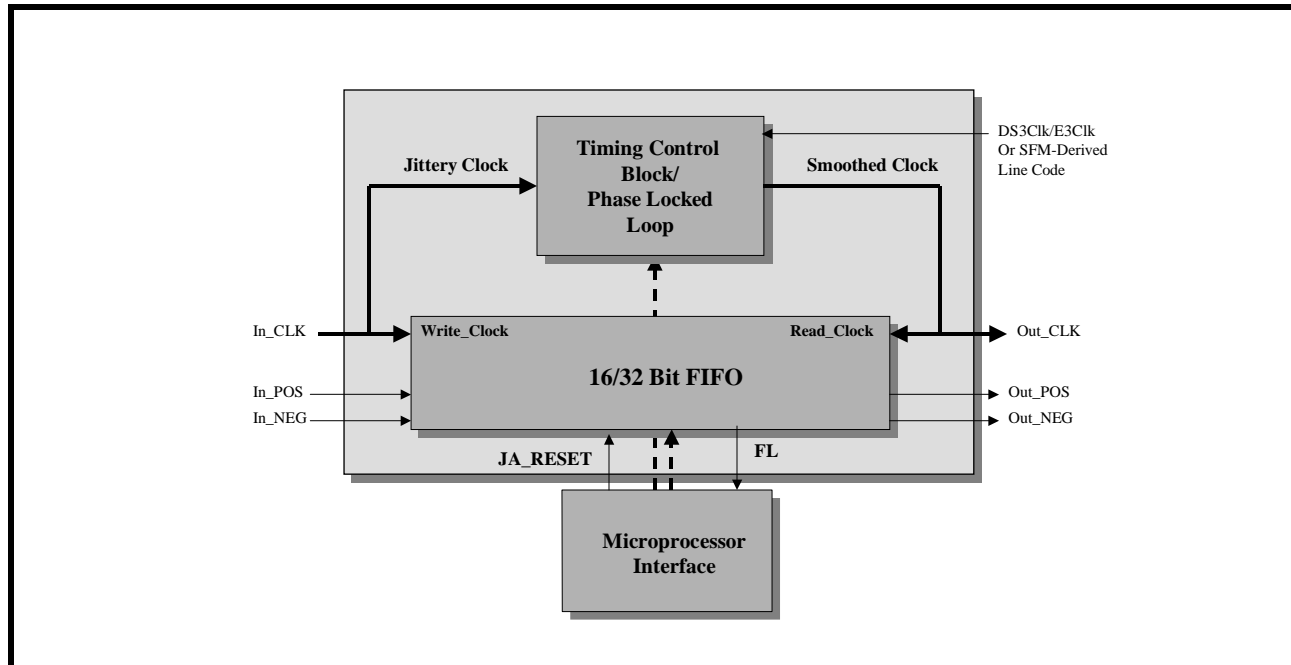 Timing Control
Block/
Phase Locked
Loop
Jittery Clock
Smoothed Clock
DS3Clk/E3Clk
Or SFM-Derived
Line Code
In_CLK
Write_Clock
Read_Clock
Out_CLK
16/32 Bit FIFO
In_POS
Out_POS
In_NEG
Out_NEG
JA_RESET
FL
Microprocessor
Interface